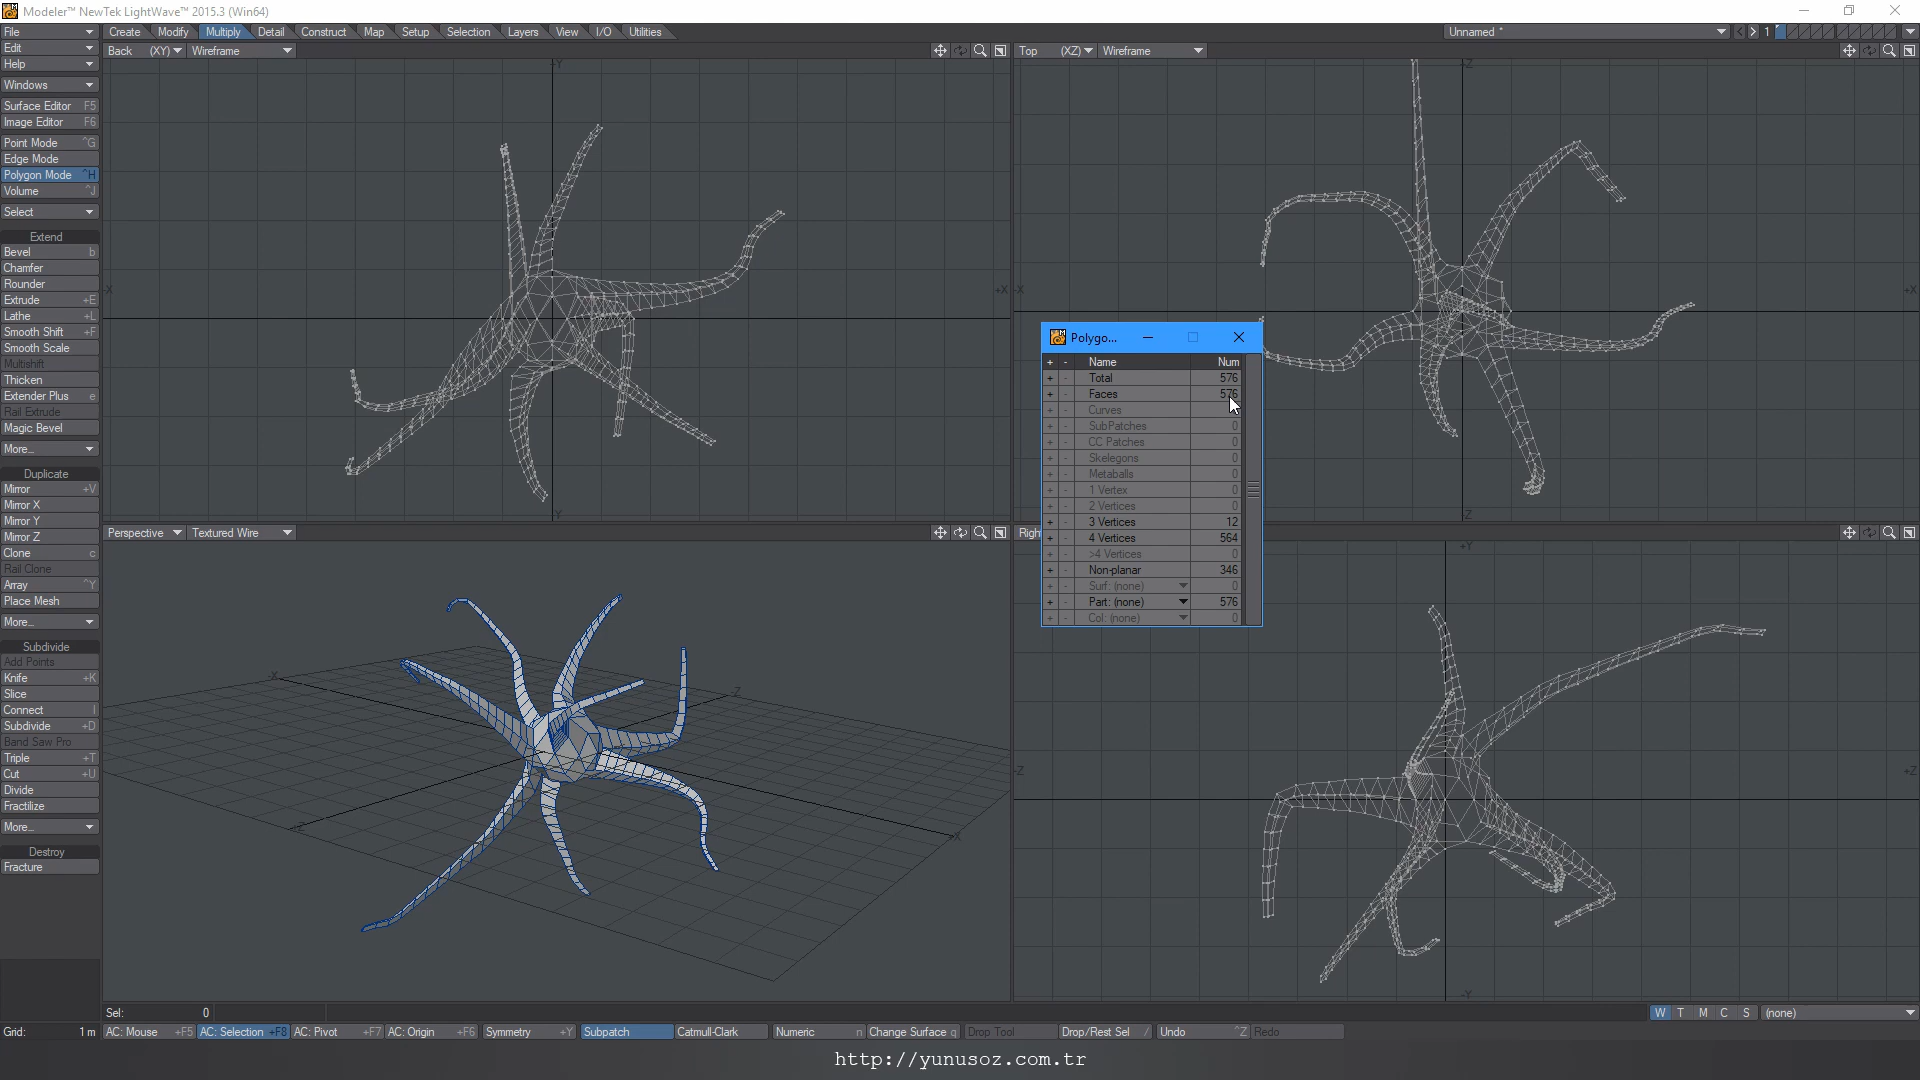 Modeler™ NewTek LightWave™ 2015.3 (Win64)
File Create Modify Multiply Detail Construct Map Setup Selection Layers View I/O Utilities Unnamed * 1
Edit
Help
Windows
Surface Editor F5
Image Editor F6
Point Mode ^G
Edge Mode
Polygon Mode ^H
Volume ^J
Select
Extend
Bevel b
Chamfer
Rounder
Extrude +E
Lathe +L
Smooth Shift +F
Smooth Scale
Multishift
Thicken
Extender Plus e
Rail Extrude
Magic Bevel
More...
Duplicate
Mirror +V
Mirror X
Mirror Y
Mirror Z
Clone c
Rail Clone
Array ^Y
Place Mesh
More...
Subdivide
Add Points
Knife +K
Slice
Connect l
Subdivide +D
Band Saw Pro
Triple +T
Cut +U
Divide
Fractilize
More...
Destroy
Fracture
Back (XY) Wireframe
Top (XZ) Wireframe
Perspective Textured Wire
Polygo...
+ - Name Num
+ - Total 576
+ - Faces 576
+ - Curves 0
+ - SubPatches 0
+ - CC Patches 0
+ - Skelegons 0
+ - Metaballs 0
+ - 1 Vertex 0
+ - 2 Vertices 0
+ - 3 Vertices 12
+ - 4 Vertices 564
+ - >4 Vertices 0
+ - Non-planar 346
+ - Surf: (none) 0
+ - Part: (none) 576
+ - Col: (none) 0
Sel: 0 W T M C S (none)
Grid: 1 m AC: Mouse +F5 AC: Selection +F8 AC: Pivot +F7 AC: Origin +F6 Symmetry +Y Subpatch Catmull-Clark Numeric n Change Surface q Drop Tool Drop/Rest Sel / Undo ^Z Redo
http://yunusoz.com.tr